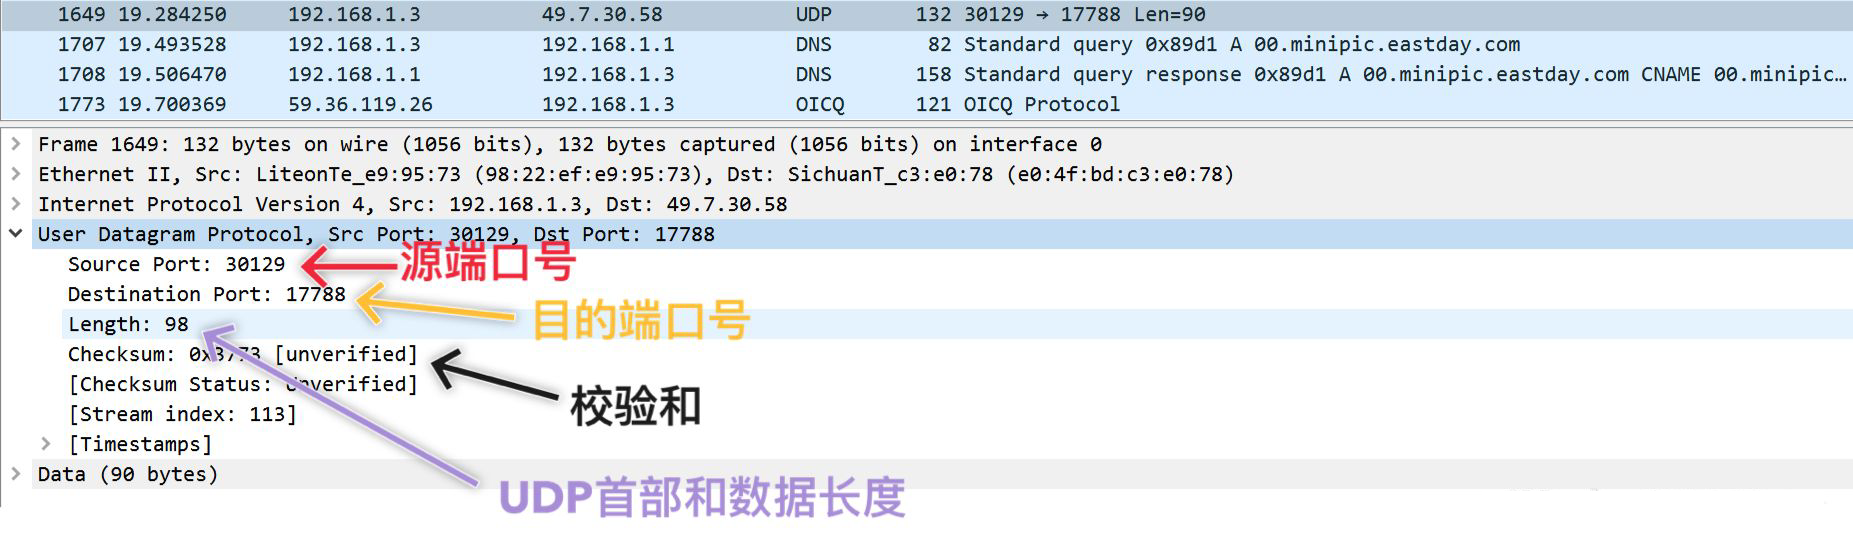 1649 19.284250 192.168.1.3 49.7.30.58 UDP 132 30129 → 17788 Len=90
1707 19.493528 192.168.1.3 192.168.1.1 DNS 82 Standard query 0x89d1 A 00.minipic.eastday.com
1708 19.506470 192.168.1.1 192.168.1.3 DNS 158 Standard query response 0x89d1 A 00.minipic.eastday.com CNAME 00.minipic…
1773 19.700369 59.36.119.26 192.168.1.3 OICQ 121 OICQ Protocol
Frame 1649: 132 bytes on wire (1056 bits), 132 bytes captured (1056 bits) on interface 0
Ethernet II, Src: LiteonTe_e9:95:73 (98:22:ef:e9:95:73), Dst: SichuanT_c3:e0:78 (e0:4f:bd:c3:e0:78)
Internet Protocol Version 4, Src: 192.168.1.3, Dst: 49.7.30.58
User Datagram Protocol, Src Port: 30129, Dst Port: 17788
Source Port: 30129
源端口号
Destination Port: 17788
目的端口号
Length: 98
Checksum: 0x3773 [unverified]
[Checksum Status: Unverified]
校验和
[Stream index: 113]
[Timestamps]
Data (90 bytes)
UDP首部和数据长度